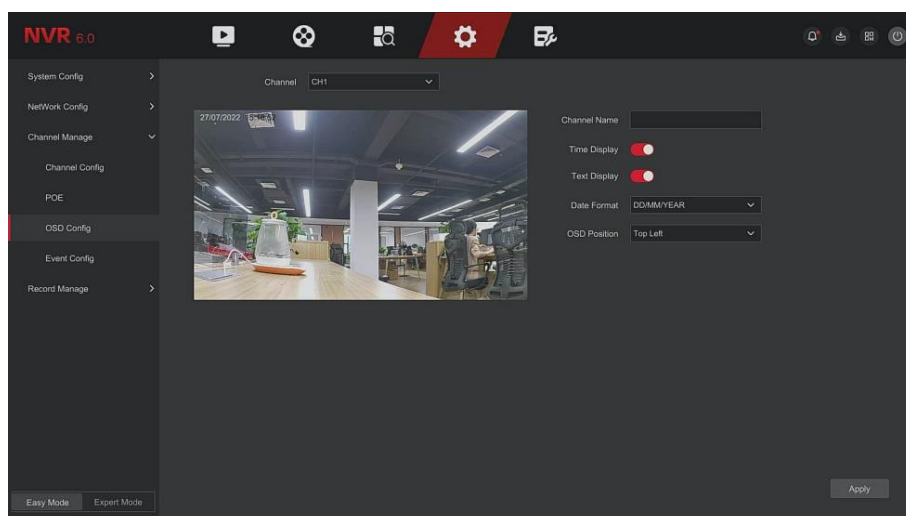 NVR 6.0
System Config
Channel CH1
NetWork Config
27/07/2022
Channel Name
Channel Manage
Time Display
Channel Config
Text Display
POE
Date Format DD/MM/YEAR
OSD Config
OSD Position Top Left
Event Config
Record Manage
Apply
Easy Mode Expert Mode